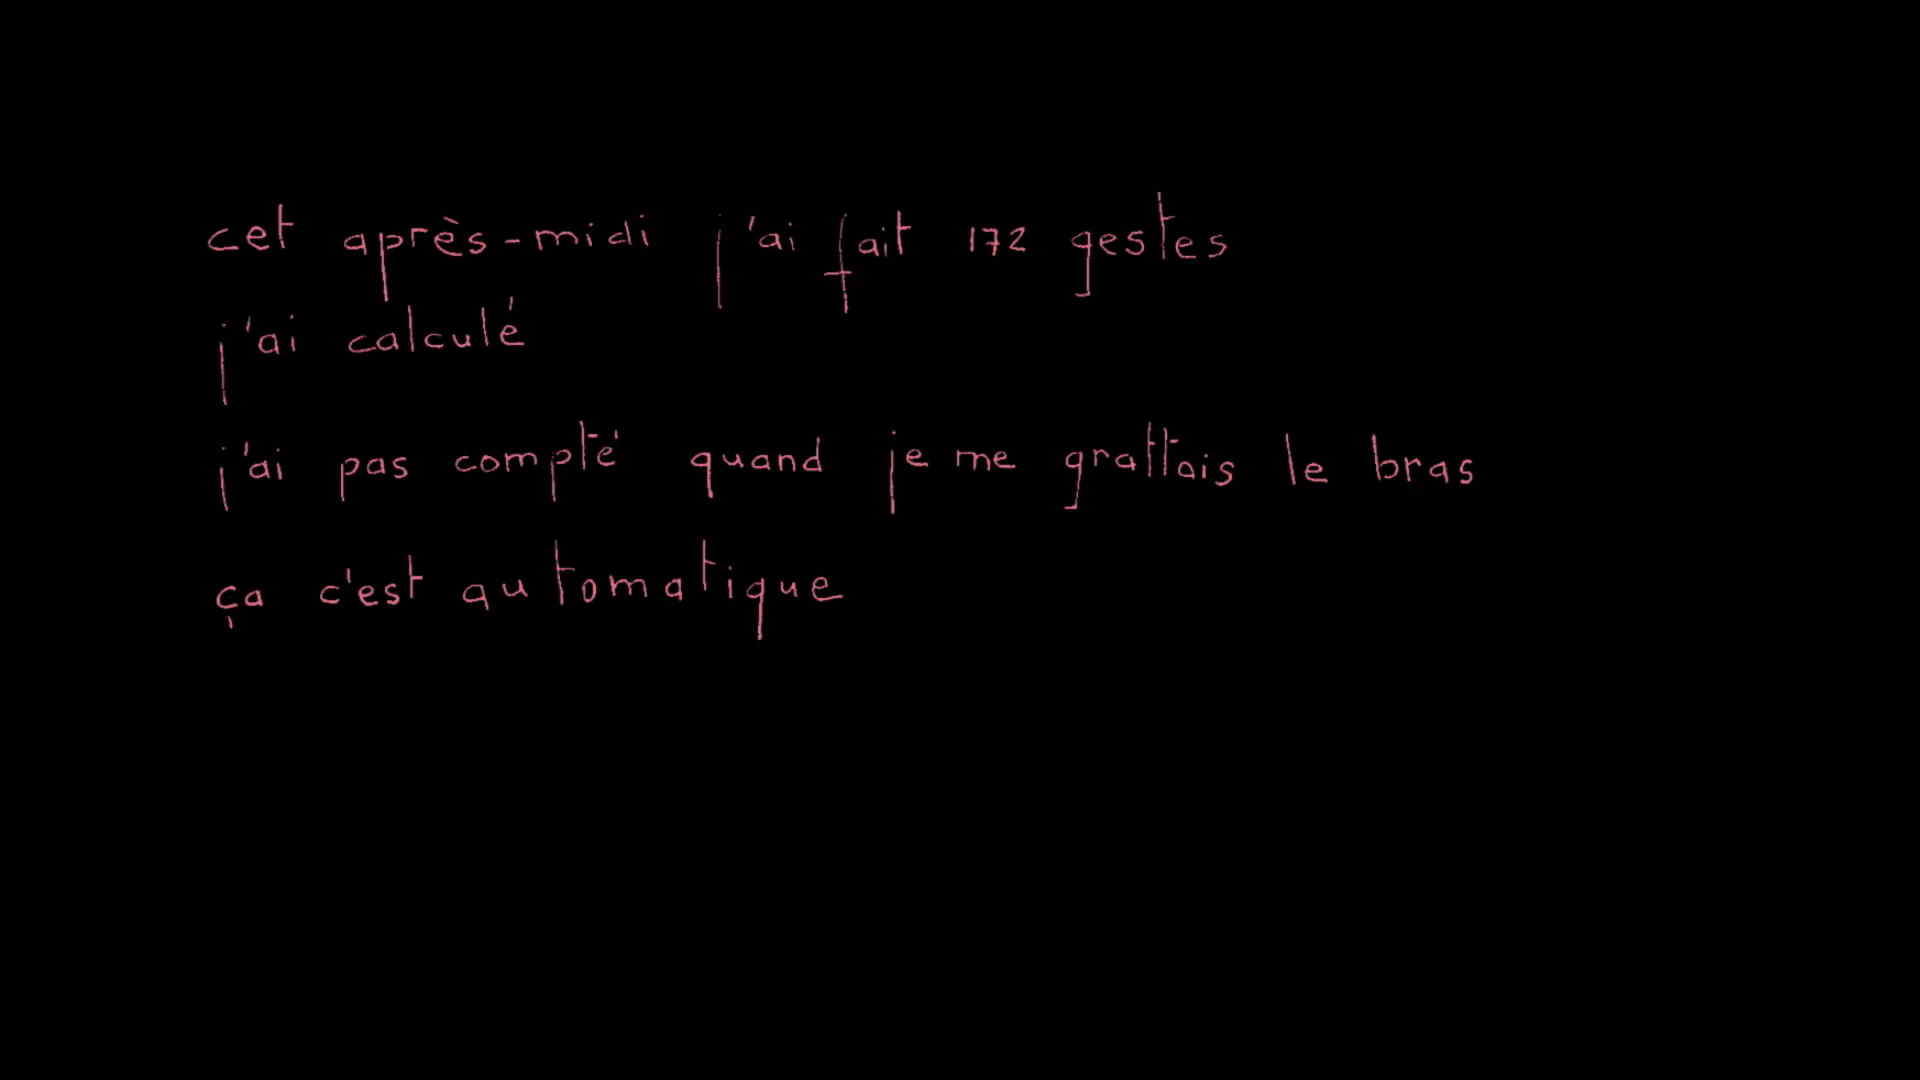 cet après-midi j'ai fait 172 gestes
j'ai calculé
j'ai pas compté quand je me grattais le bras
ça c'est automatique